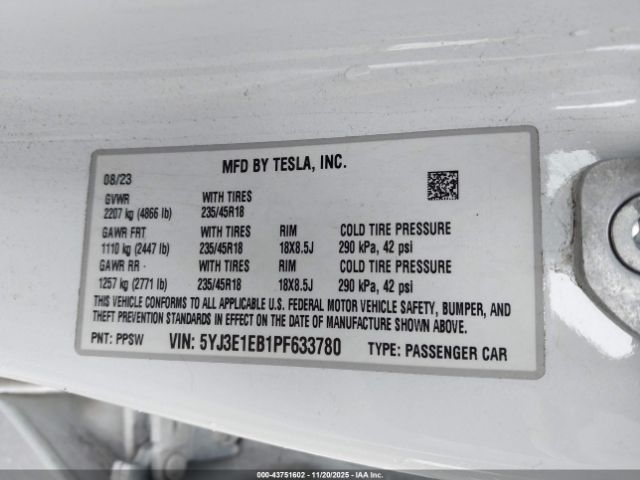 MFD BY TESLA, INC.
08/23
GVWR WITH TIRES
2207 kg (4866 lb) 235/45R18
GAWR FRT WITH TIRES RIM COLD TIRE PRESSURE
1110 kg (2447 lb) 235/45R18 18X8.5J 290 kPa, 42 psi
GAWR RR - WITH TIRES RIM COLD TIRE PRESSURE
1257 kg (2771 lb) 235/45R18 18X8.5J 290 kPa, 42 psi
THIS VEHICLE CONFORMS TO ALL APPLICABLE U.S. FEDERAL MOTOR VEHICLE SAFETY, BUMPER, AND
THEFT PREVENTION STANDARDS IN EFFECT ON THE DATE OF MANUFACTURE SHOWN ABOVE.
PNT: PPSW VIN: 5YJ3E1EB1PF633780 TYPE: PASSENGER CAR
000-43751602 - 11/20/2025 - IAAI.COM